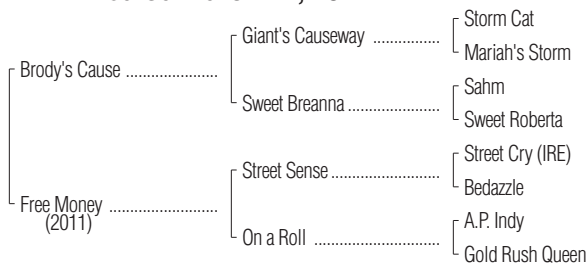 Storm Cat
Giant's Causeway ..................
Mariah's Storm
Brody's Cause .....................
Sahm
Sweet Breanna .....................
Sweet Roberta
Street Cry (IRE)
Street Sense ........................
Bedazzle
Free Money ........................
(2011)
A.P. Indy
On a Roll ............................
Gold Rush Queen